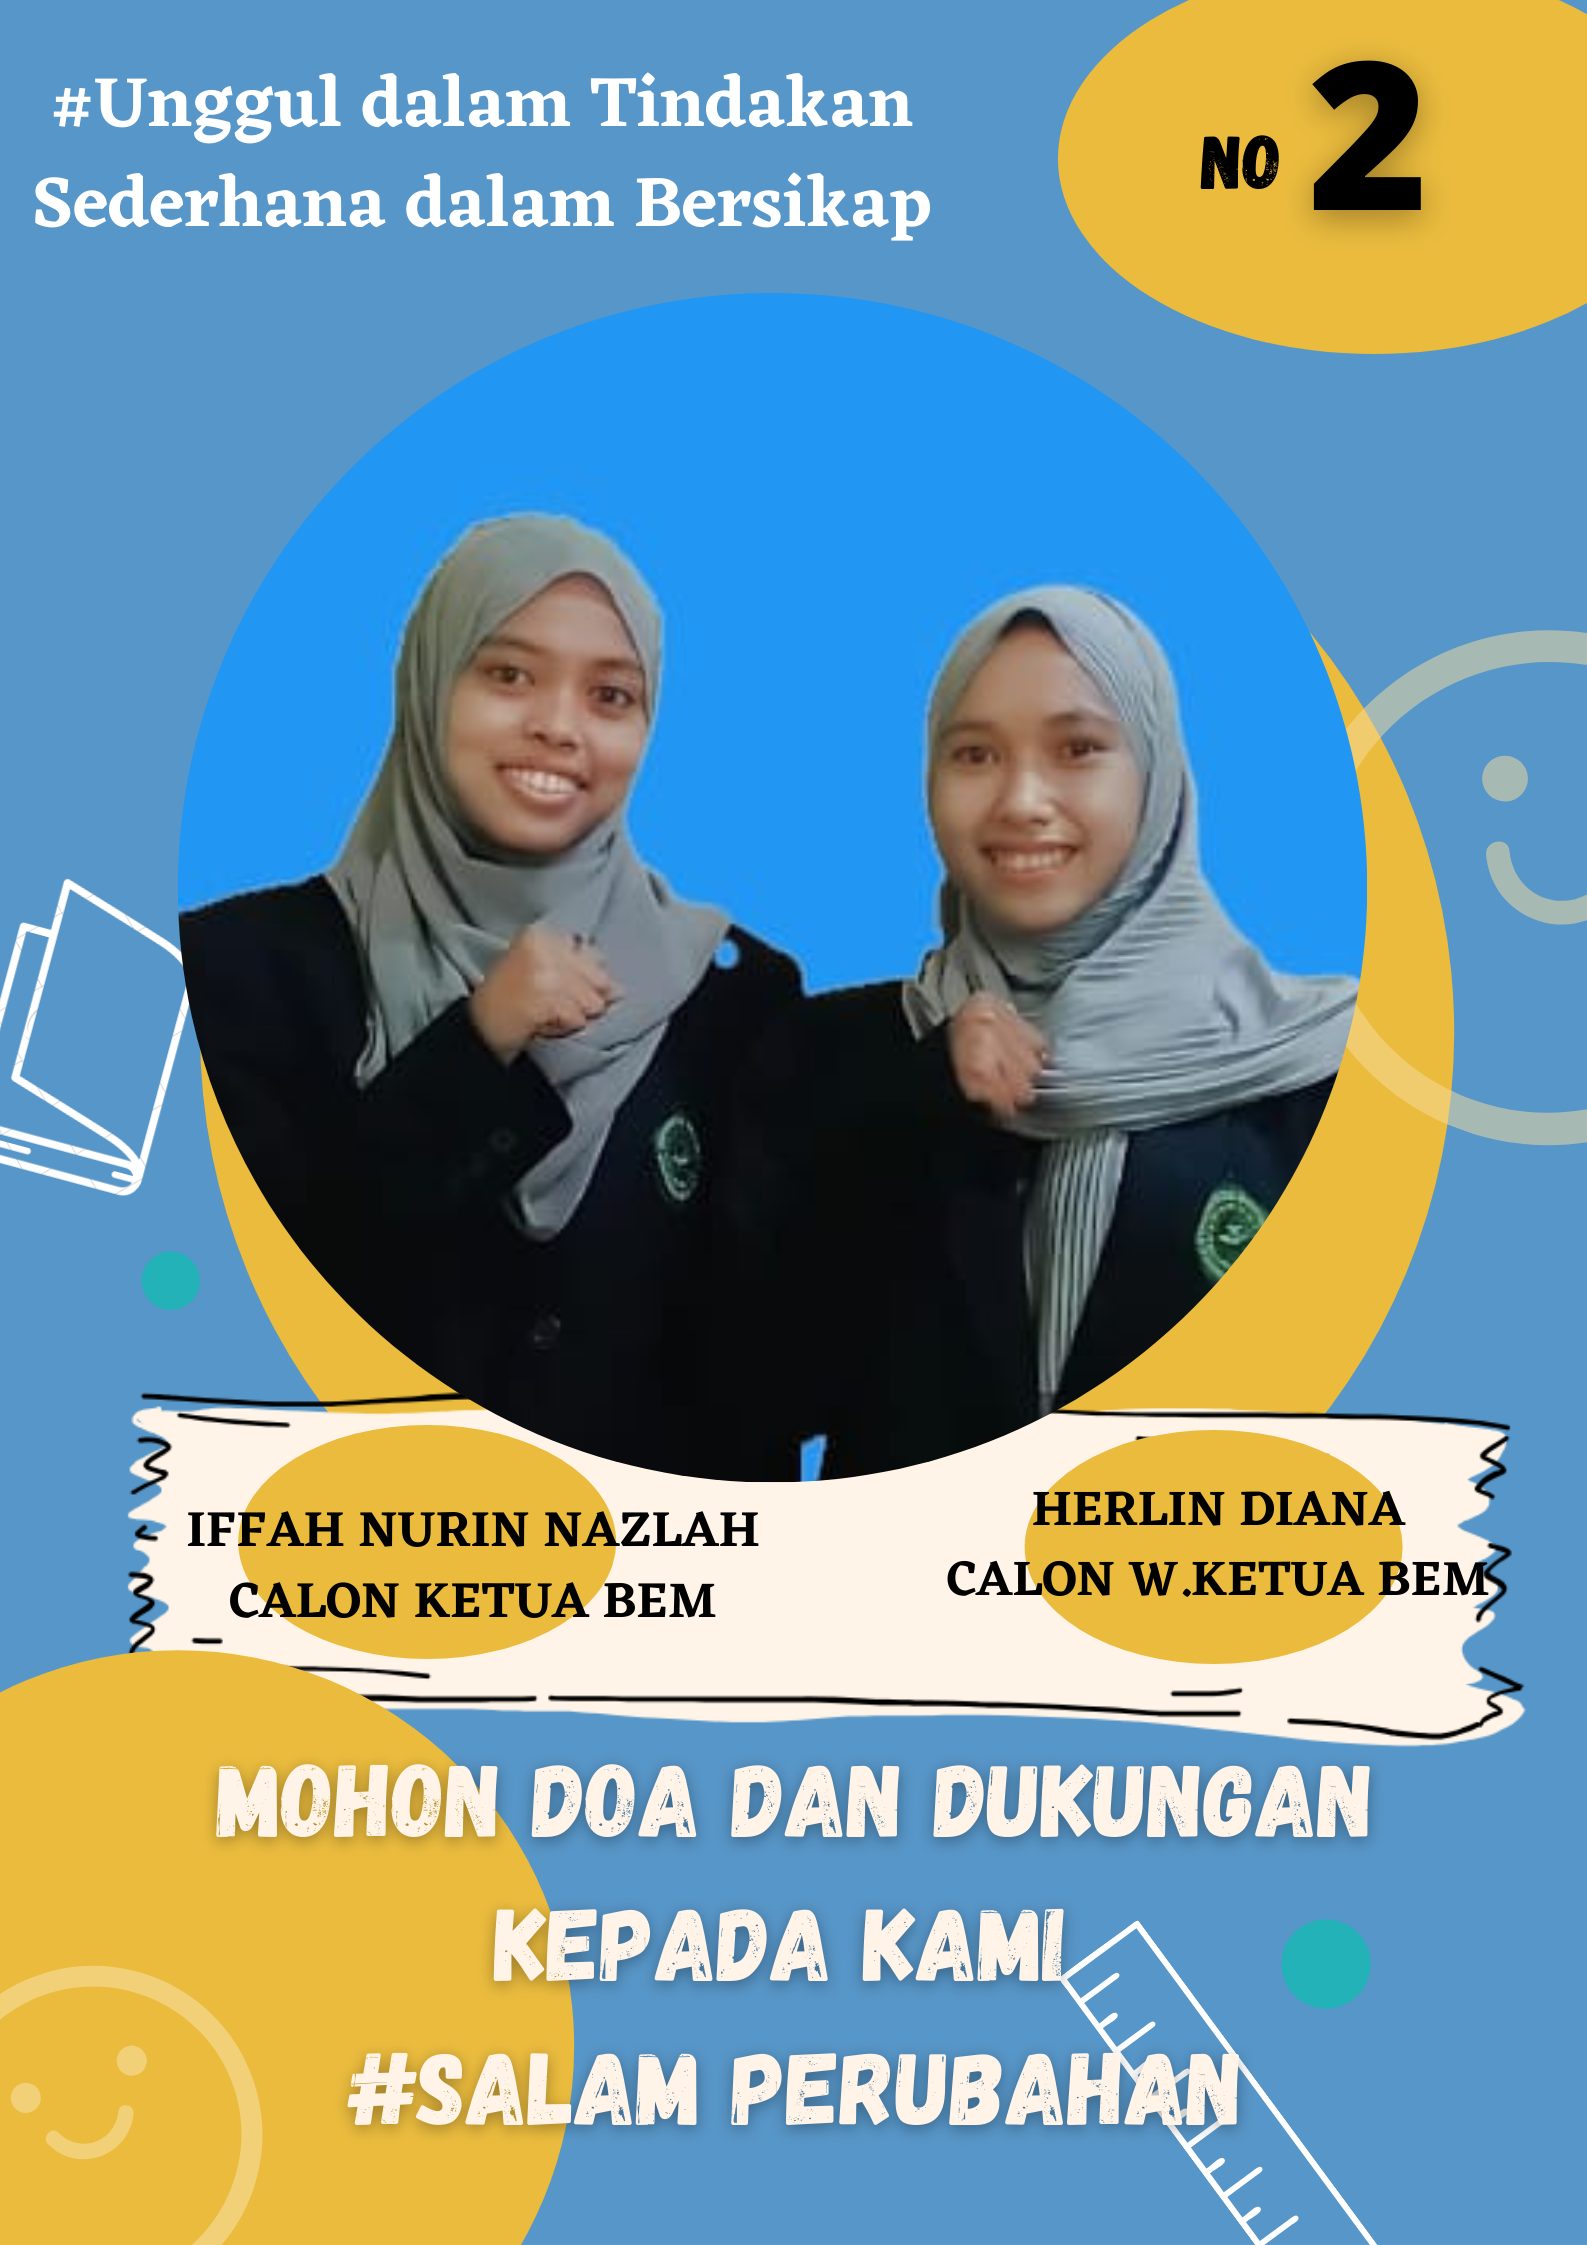 #Unggul dalam Tindakan
Sederhana dalam Bersikap
NO 2
IFFAH NURIN NAZLAH
CALON KETUA BEM
HERLIN DIANA
CALON W.KETUA BEM
MOHON DOA DAN DUKUNGAN
KEPADA KAMI
#SALAM PERUBAHAN